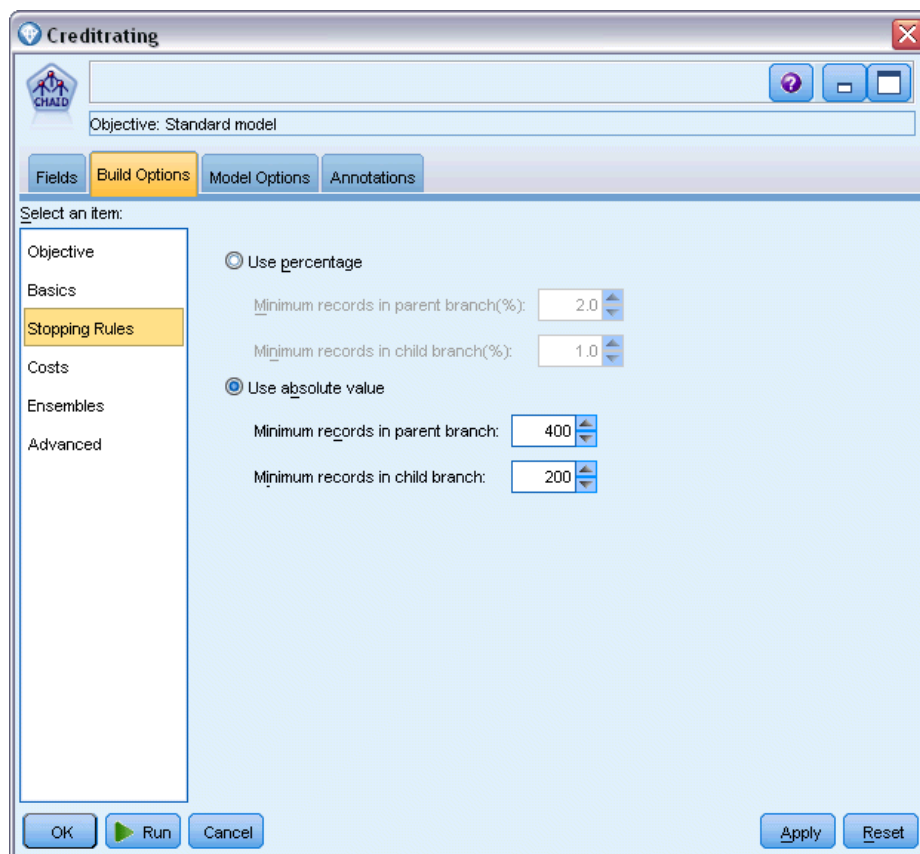 Creditrating
CHAID
Objective: Standard model
Fields
Build Options
Model Options
Annotations
Select an item:
Objective
Basics
Stopping Rules
Costs
Ensembles
Advanced
Use percentage
Minimum records in parent branch(%): 2.0
Minimum records in child branch(%): 1.0
Use absolute value
Minimum records in parent branch: 400
Minimum records in child branch: 200
OK
Run
Cancel
Apply
Reset